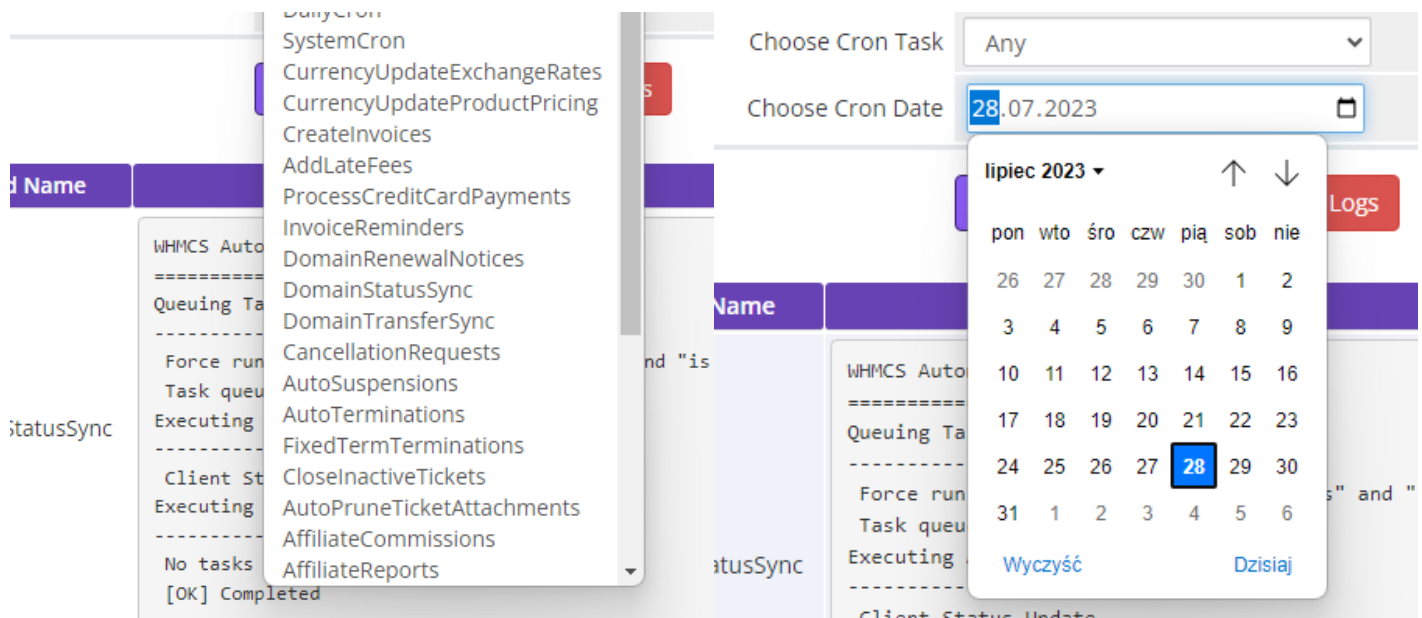 DailyCron
SystemCron
CurrencyUpdateExchangeRates
CurrencyUpdateProductPricing
CreateInvoices
AddLateFees
ProcessCreditCardPayments
InvoiceReminders
DomainRenewalNotices
DomainStatusSync
DomainTransferSync
CancellationRequests
AutoSuspensions
AutoTerminations
FixedTermTerminations
CloseInactiveTickets
AutoPruneTicketAttachments
AffiliateCommissions
AffiliateReports
s
d Name
WHMCS Auto
==========
Queuing Ta
----------
Force run
nd "is
Task queu
Executing
----------
Client St
Executing
----------
No tasks
[OK] Completed
StatusSync
Choose Cron Task Any
Choose Cron Date 28.07.2023
Logs
lipiec 2023
pon wto śro czw pią sob nie
26 27 28 29 30 1 2
3 4 5 6 7 8 9
10 11 12 13 14 15 16
17 18 19 20 21 22 23
24 25 26 27 28 29 30
31 1 2 3 4 5 6
Wyczyść Dzisiaj
Name
WHMCS Auto
==========
Queuing Ta
----------
Force run
s" and "
Task queu
Executing
----------
Client Status Update
atusSync